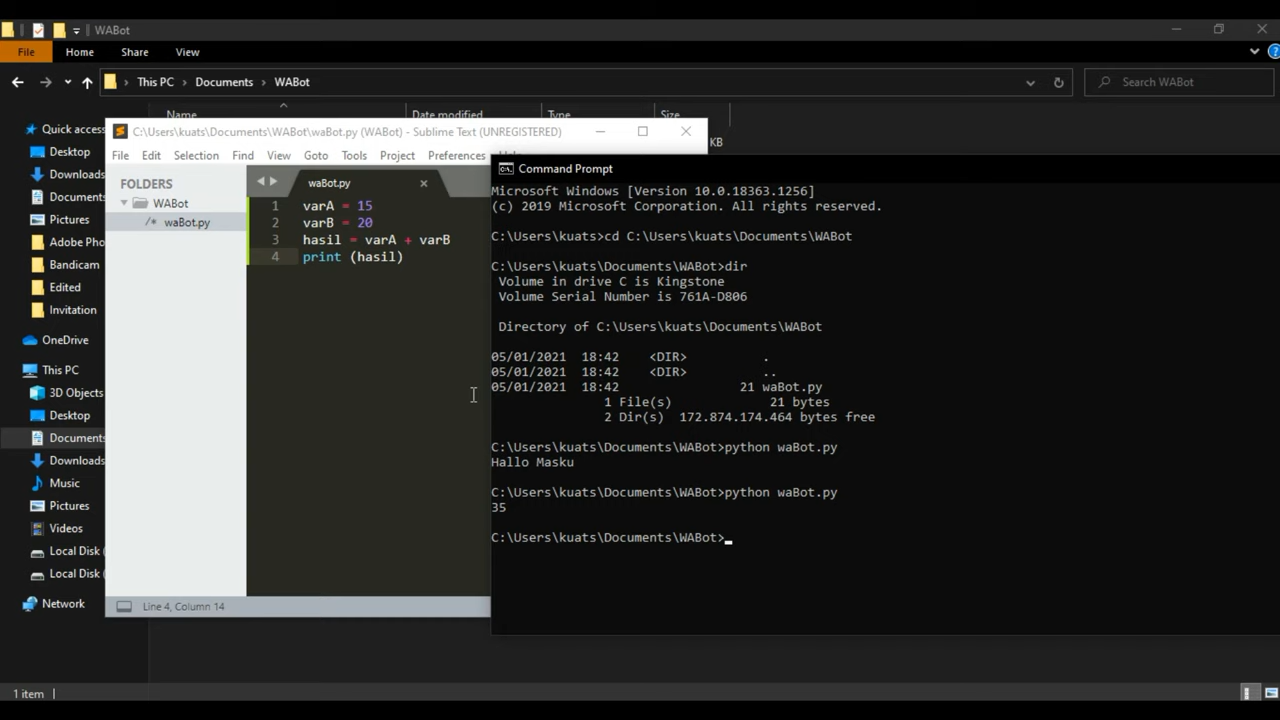 WABot
File Home Share View
This PC Documents WABot
Search WABot
Name Date modified Type Size
KB
Quick access
Desktop
Downloads
Documents
Pictures
Adobe Pho
Bandicam
Edited
Invitation
OneDrive
This PC
3D Objects
Desktop
Documents
Downloads
Music
Pictures
Videos
Local Disk (
Local Disk (
Network
1 item
C:\Users\kuats\Documents\WABot\waBot.py (WABot) - Sublime Text (UNREGISTERED)
File Edit Selection Find View Goto Tools Project Preferences
FOLDERS
WABot
/* waBot.py
waBot.py
1 varA = 15
2 varB = 20
3 hasil = varA + varB
4 print (hasil)
Line 4, Column 14
Command Prompt
Microsoft Windows [Version 10.0.18363.1256]
(c) 2019 Microsoft Corporation. All rights reserved.
C:\Users\kuats>cd C:\Users\kuats\Documents\WABot
C:\Users\kuats\Documents\WABot>dir
Volume in drive C is Kingstone
Volume Serial Number is 761A-D806
Directory of C:\Users\kuats\Documents\WABot
05/01/2021 18:42 <DIR> .
05/01/2021 18:42 <DIR> ..
05/01/2021 18:42 21 waBot.py
1 File(s) 21 bytes
2 Dir(s) 172.874.174.464 bytes free
C:\Users\kuats\Documents\WABot>python waBot.py
Hallo Masku
C:\Users\kuats\Documents\WABot>python waBot.py
35
C:\Users\kuats\Documents\WABot>